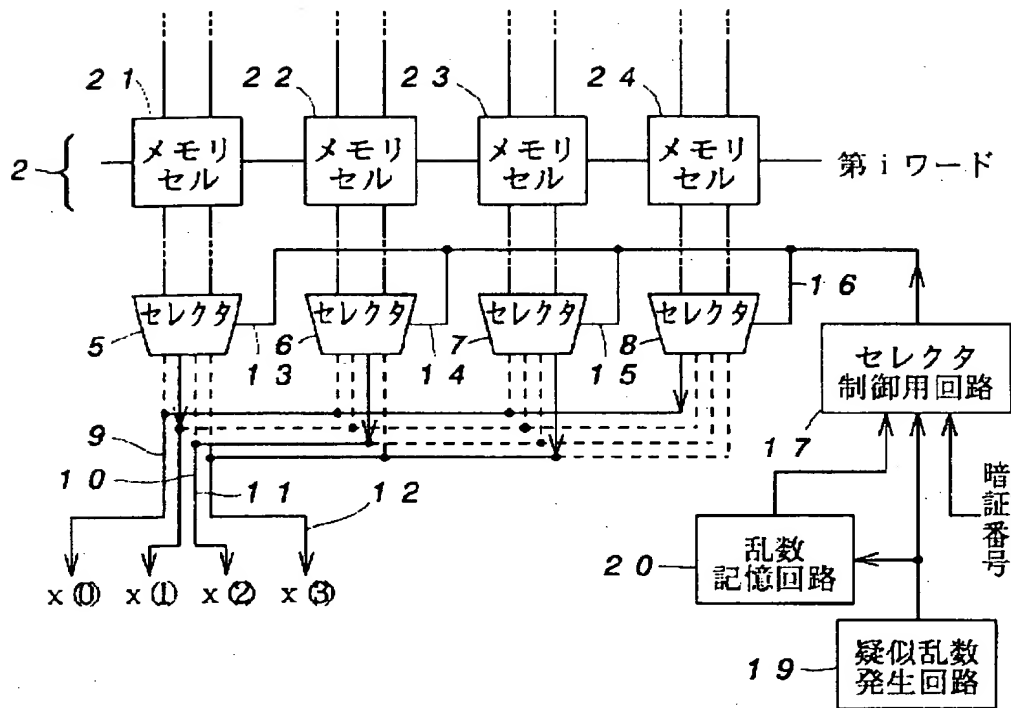 21
22
23
24
2
メモリ
セル
メモリ
セル
メモリ
セル
メモリ
セル
第iワード
セレクタ
セレクタ
セレクタ
セレクタ
5
6
7
8
13
14
15
16
セレクタ
制御用回路
17
9
10
11
12
暗証番号
20
乱数
記憶回路
x(0)
x(1)
x(2)
x(3)
19
疑似乱数
発生回路